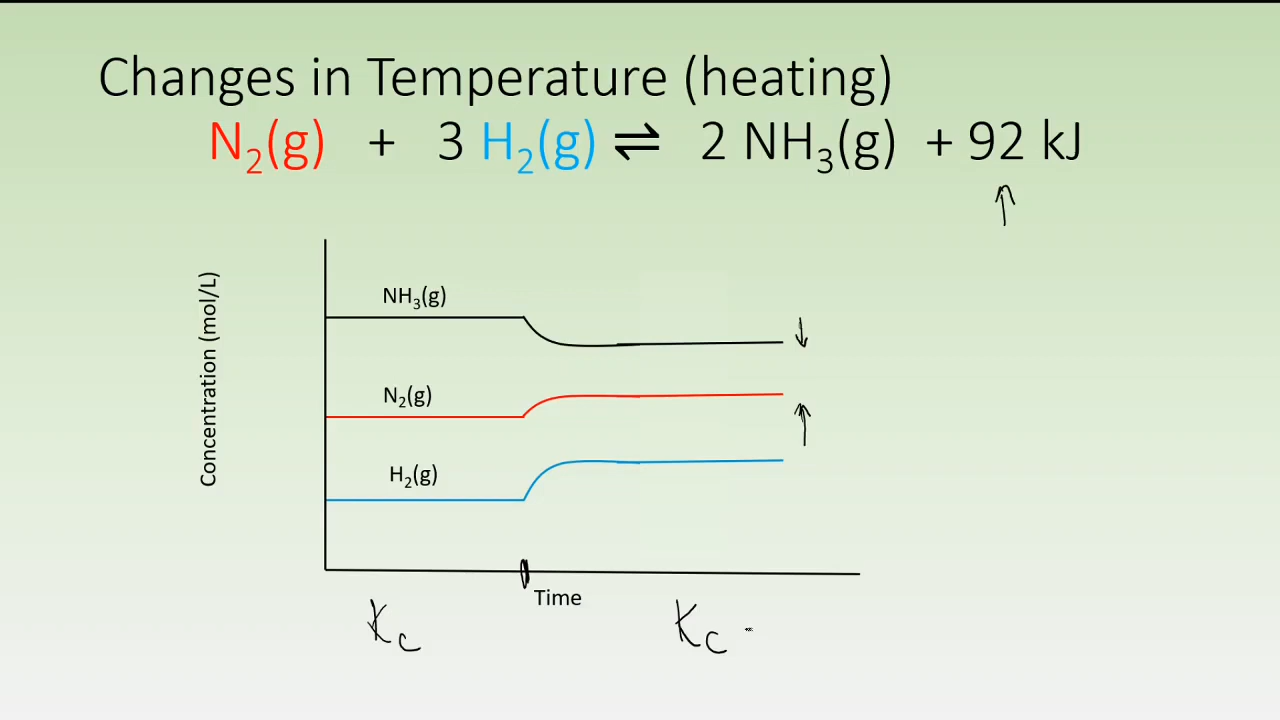 Changes in Temperature (heating)
N₂(g) + 3 H₂(g) ⇌ 2 NH₃(g) + 92 kJ
Concentration (mol/L)
NH₃(g)
N₂(g)
H₂(g)
Time
Kc Kc